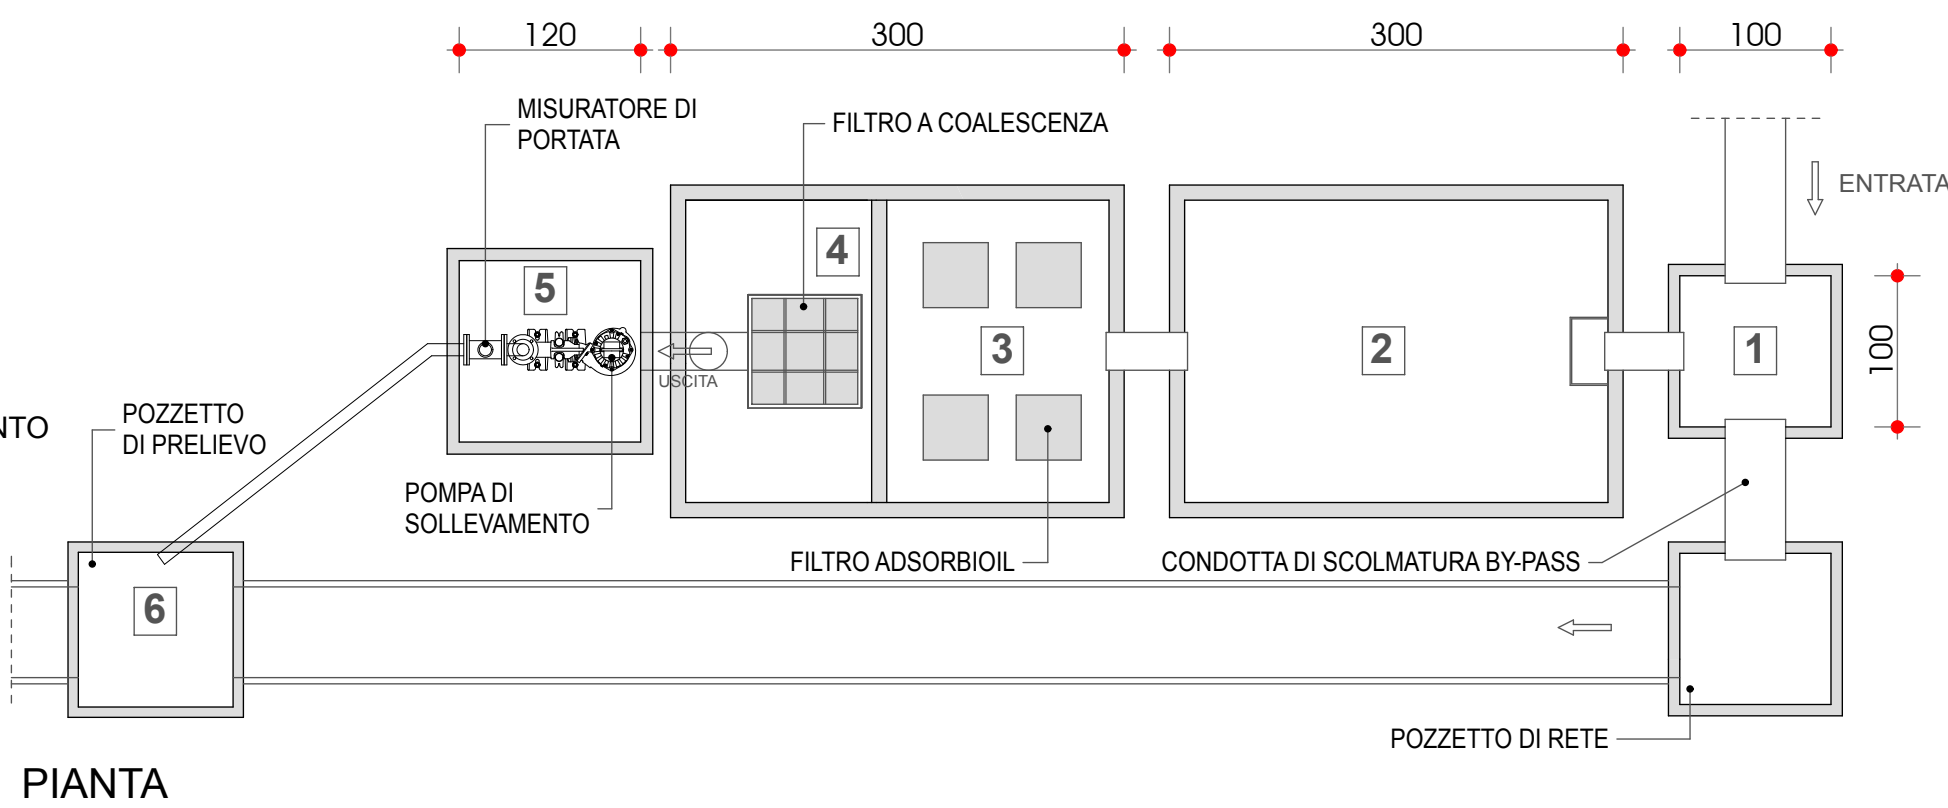 120
300
300
100
MISURATORE DI
PORTATA
FILTRO A COALESCENZA
ENTRATA
4
5
3
2
1
100
USCITA
NTO
POZZETTO
DI PRELIEVO
POMPA DI
SOLLEVAMENTO
FILTRO ADSORBIOIL
CONDOTTA DI SCOLMATURA BY-PASS
6
POZZETTO DI RETE
PIANTA